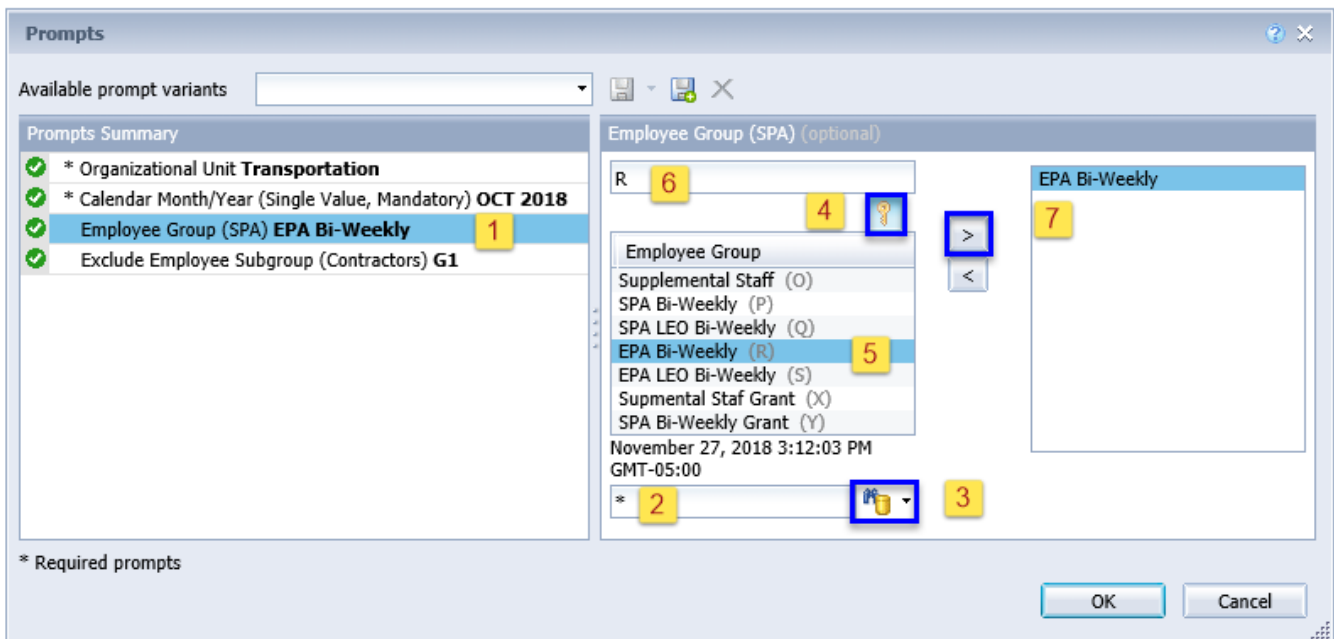 Prompts
Available prompt variants
Prompts Summary
* Organizational Unit Transportation
* Calendar Month/Year (Single Value, Mandatory) OCT 2018
Employee Group (SPA) EPA Bi-Weekly 1
Exclude Employee Subgroup (Contractors) G1
Employee Group (SPA) (optional)
R 6
4
Employee Group
Supplemental Staff (O)
SPA Bi-Weekly (P)
SPA LEO Bi-Weekly (Q)
EPA Bi-Weekly (R) 5
EPA LEO Bi-Weekly (S)
Supmental Staf Grant (X)
SPA Bi-Weekly Grant (Y)
November 27, 2018 3:12:03 PM
GMT-05:00
* 2
3
>
<
EPA Bi-Weekly
7
* Required prompts
OK Cancel